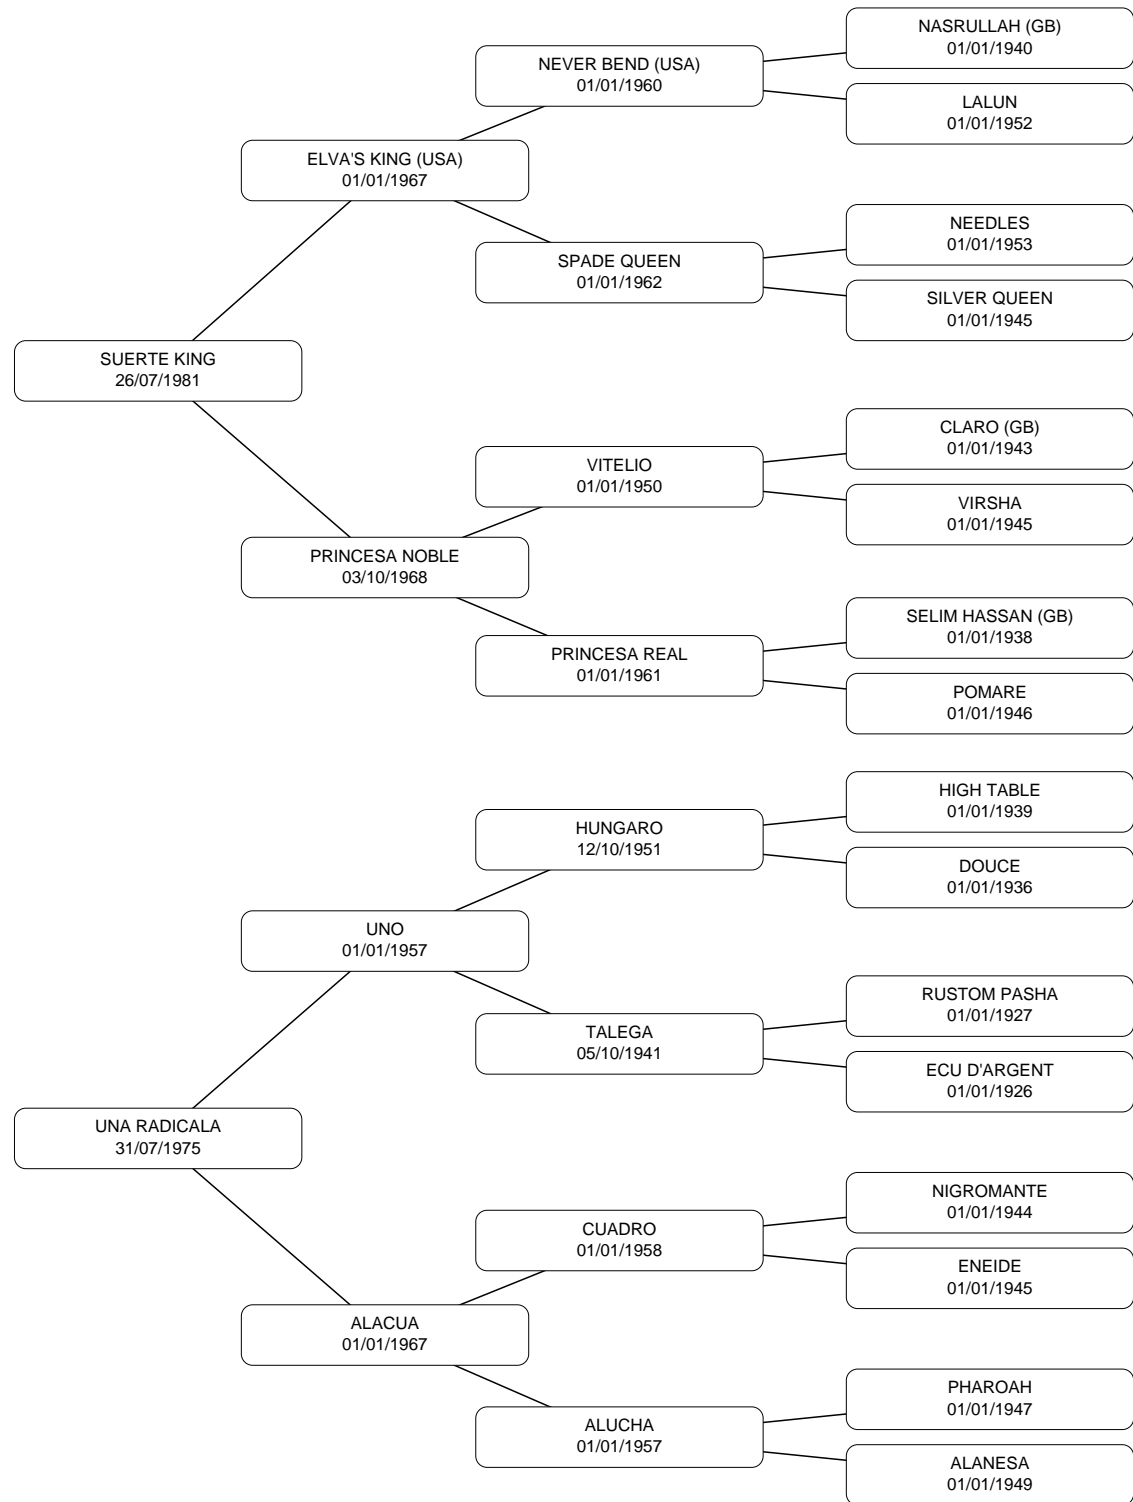 NASRULLAH (GB)
01/01/1940
NEVER BEND (USA)
01/01/1960
LALUN
01/01/1952
ELVA'S KING (USA)
01/01/1967
NEEDLES
01/01/1953
SPADE QUEEN
01/01/1962
SILVER QUEEN
01/01/1945
SUERTE KING
26/07/1981
CLARO (GB)
01/01/1943
VITELIO
01/01/1950
VIRSHA
01/01/1945
PRINCESA NOBLE
03/10/1968
SELIM HASSAN (GB)
01/01/1938
PRINCESA REAL
01/01/1961
POMARE
01/01/1946
HIGH TABLE
01/01/1939
HUNGARO
12/10/1951
DOUCE
01/01/1936
UNO
01/01/1957
RUSTOM PASHA
01/01/1927
TALEGA
05/10/1941
ECU D'ARGENT
01/01/1926
UNA RADICALA
31/07/1975
NIGROMANTE
01/01/1944
CUADRO
01/01/1958
ENEIDE
01/01/1945
ALACUA
01/01/1967
PHAROAH
01/01/1947
ALUCHA
01/01/1957
ALANESA
01/01/1949